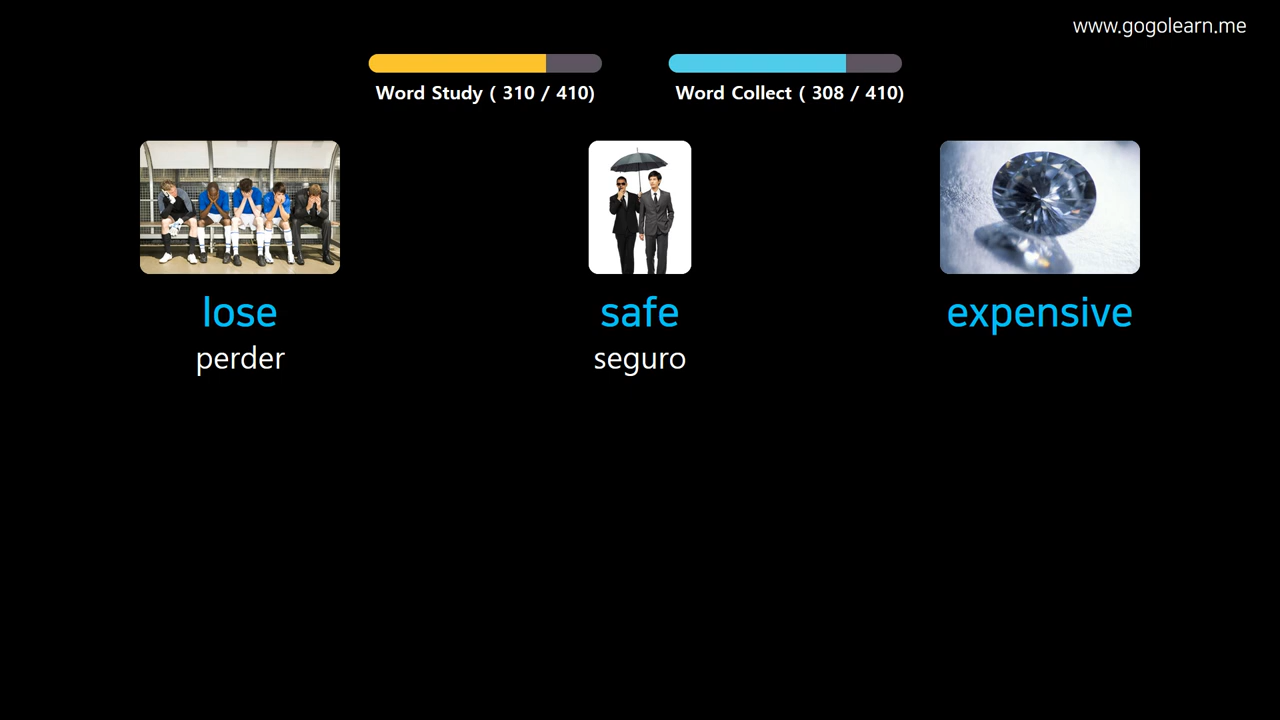 www.gogolearn.me
Word Study ( 310 / 410)
Word Collect ( 308 / 410)
lose
safe
expensive
perder
seguro